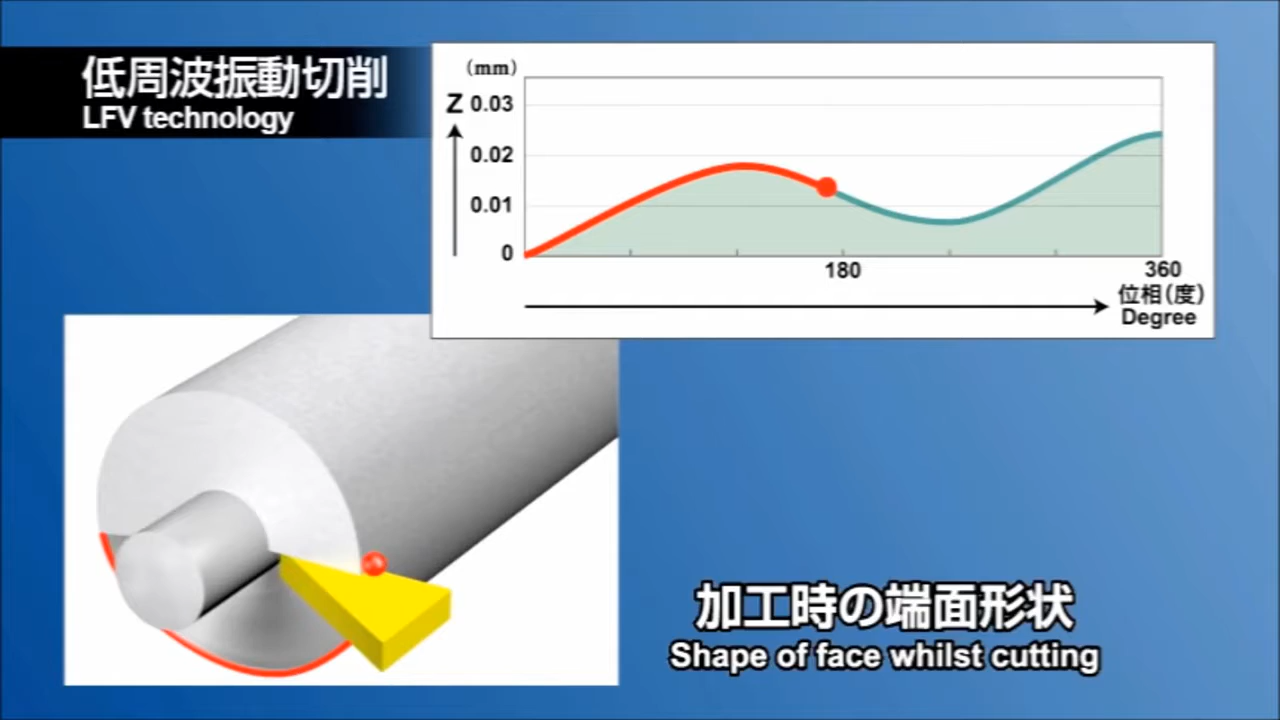 低周波振動切削
LFV technology
(mm)
Z
0.03
0.02
0.01
0
180
360
位相(度)
Degree
加工時の端面形状
Shape of face whilst cutting